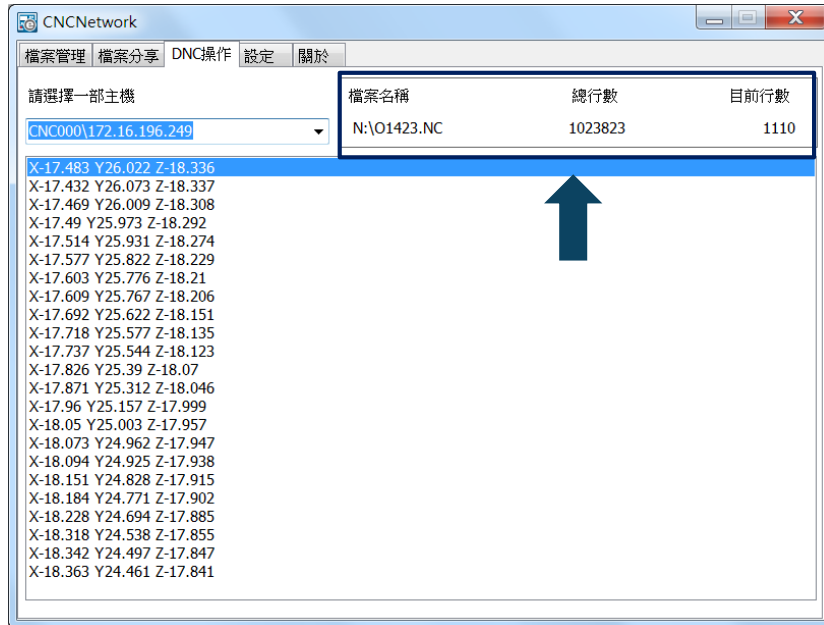 CNCNetwork
檔案管理 檔案分享 DNC操作 設定 關於
請選擇一部主機 檔案名稱 總行數 目前行數
CNC000\172.16.196.249 N:\O1423.NC 1023823 1110
X-17.483 Y26.022 Z-18.336
X-17.432 Y26.073 Z-18.337
X-17.469 Y26.009 Z-18.308
X-17.49 Y25.973 Z-18.292
X-17.514 Y25.931 Z-18.274
X-17.577 Y25.822 Z-18.229
X-17.603 Y25.776 Z-18.21
X-17.609 Y25.767 Z-18.206
X-17.692 Y25.622 Z-18.151
X-17.718 Y25.577 Z-18.135
X-17.737 Y25.544 Z-18.123
X-17.826 Y25.39 Z-18.07
X-17.871 Y25.312 Z-18.046
X-17.96 Y25.157 Z-17.999
X-18.05 Y25.003 Z-17.957
X-18.073 Y24.962 Z-17.947
X-18.094 Y24.925 Z-17.938
X-18.151 Y24.828 Z-17.915
X-18.184 Y24.771 Z-17.902
X-18.228 Y24.694 Z-17.885
X-18.318 Y24.538 Z-17.855
X-18.342 Y24.497 Z-17.847
X-18.363 Y24.461 Z-17.841